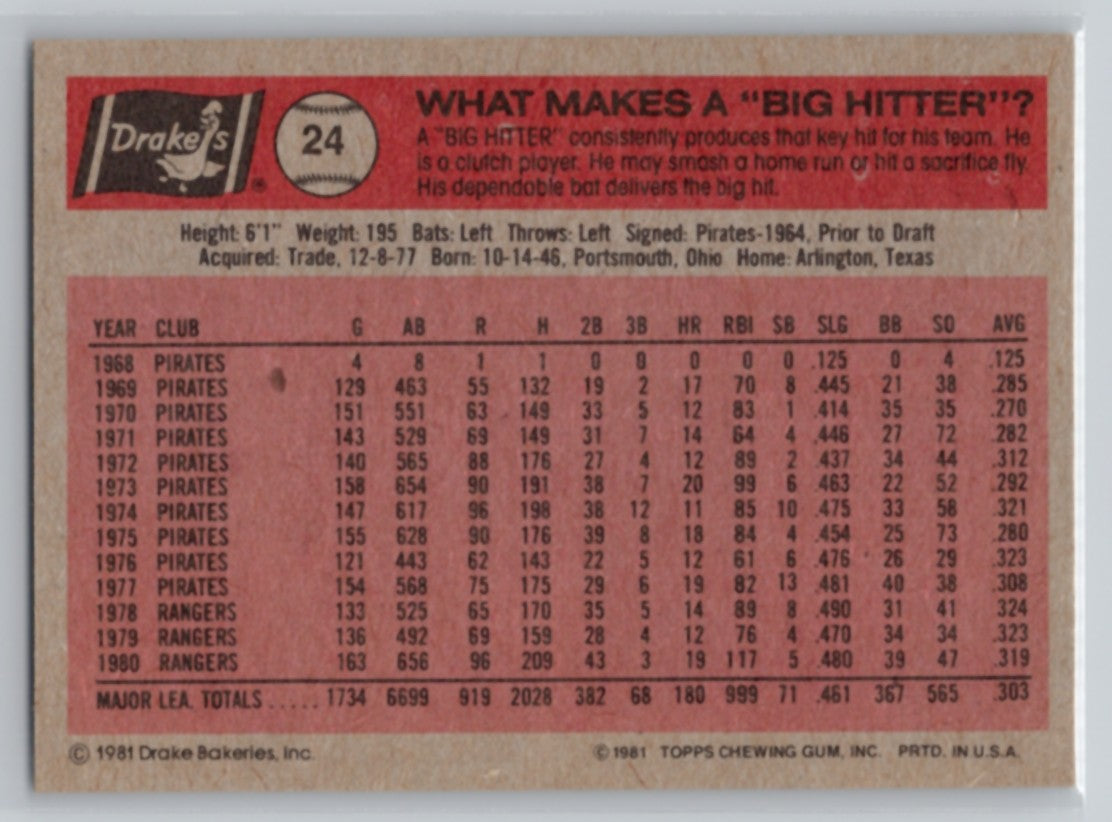 Drake's ®
24
WHAT MAKES A "BIG HITTER"?
A "BIG HITTER" consistently produces that key hit for his team. He
is a clutch player. He may smash a home run or hit a sacrifice fly.
His dependable bat delivers the big hit.
Height: 6'1" Weight: 195 Bats: Left Throws: Left Signed: Pirates-1964, Prior to Draft
Acquired: Trade, 12-8-77 Born: 10-14-46, Portsmouth, Ohio Home: Arlington, Texas
YEAR CLUB G AB R H 2B 3B HR RBI SB SLG BB SO AVG
1968 PIRATES 4 8 1 1 0 0 0 0 0 .125 0 4 .125
1969 PIRATES 129 463 55 132 19 2 17 70 8 .445 21 38 .285
1970 PIRATES 151 551 63 149 33 5 12 83 1 .414 35 35 .270
1971 PIRATES 143 529 69 149 31 7 14 64 4 .446 27 72 .282
1972 PIRATES 140 565 88 176 27 4 12 89 2 .437 34 44 .312
1973 PIRATES 158 654 90 191 38 7 20 99 6 .463 22 52 .292
1974 PIRATES 147 617 96 198 38 12 11 85 10 .475 33 58 .321
1975 PIRATES 155 628 90 176 39 8 18 84 4 .454 25 73 .280
1976 PIRATES 121 443 62 143 22 5 12 61 6 .476 26 29 .323
1977 PIRATES 154 568 75 175 29 6 19 82 13 .481 40 38 .308
1978 RANGERS 133 525 65 170 35 5 14 89 8 .490 31 41 .324
1979 RANGERS 136 492 69 159 28 4 12 76 4 .470 34 34 .323
1980 RANGERS 163 656 96 209 43 3 19 117 5 .480 39 47 .319
MAJOR LEA. TOTALS ..... 1734 6699 919 2028 382 68 180 999 71 .461 367 565 .303
© 1981 Drake Bakeries, Inc. © 1981 TOPPS CHEWING GUM, INC. PRTD. IN U.S.A.